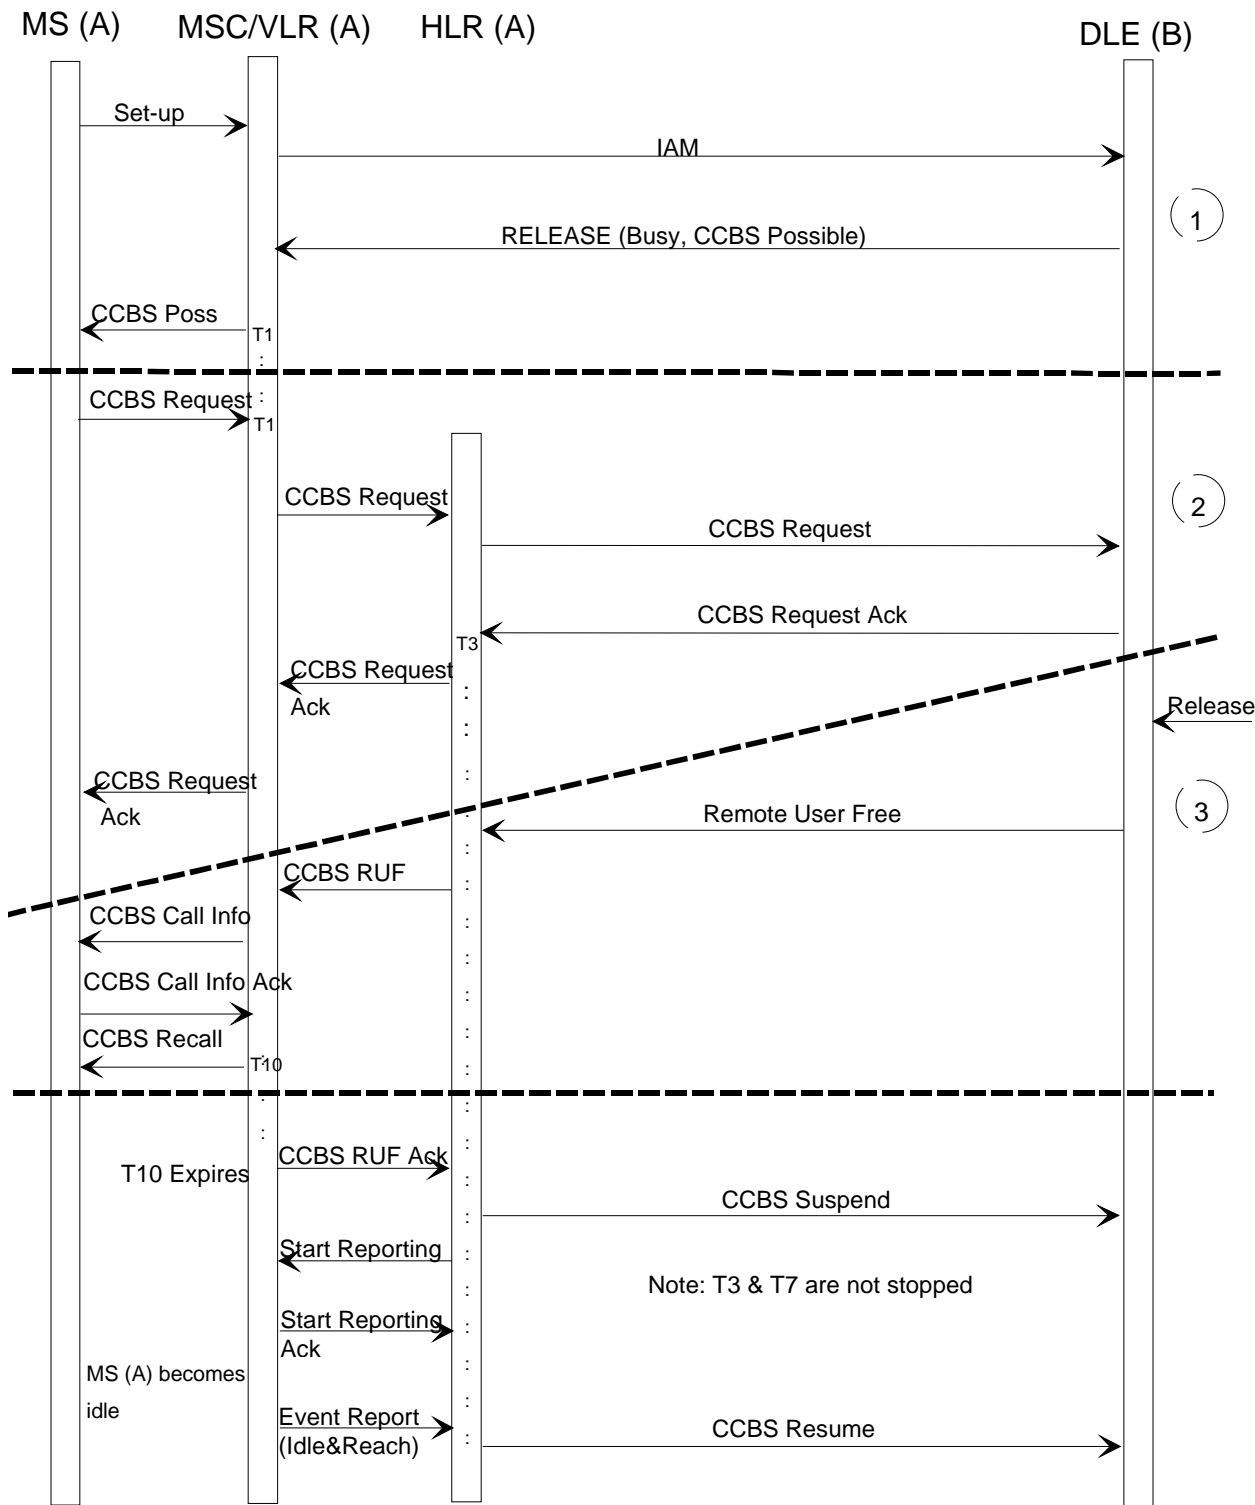 MS (A)
MSC/VLR (A)
HLR (A)
DLE (B)
Set-up
IAM
1
RELEASE (Busy, CCBS Possible)
CCBS Poss
T1
CCBS Request
T1
CCBS Request
2
CCBS Request
CCBS Request Ack
T3
CCBS Request
Ack
Release
CCBS Request
Ack
Remote User Free
3
CCBS RUF
CCBS Call Info
CCBS Call Info Ack
CCBS Recall
T10
CCBS RUF Ack
T10 Expires
CCBS Suspend
Start Reporting
Note: T3 & T7 are not stopped
Start Reporting
Ack
MS (A) becomes
idle
Event Report
(Idle&Reach)
CCBS Resume